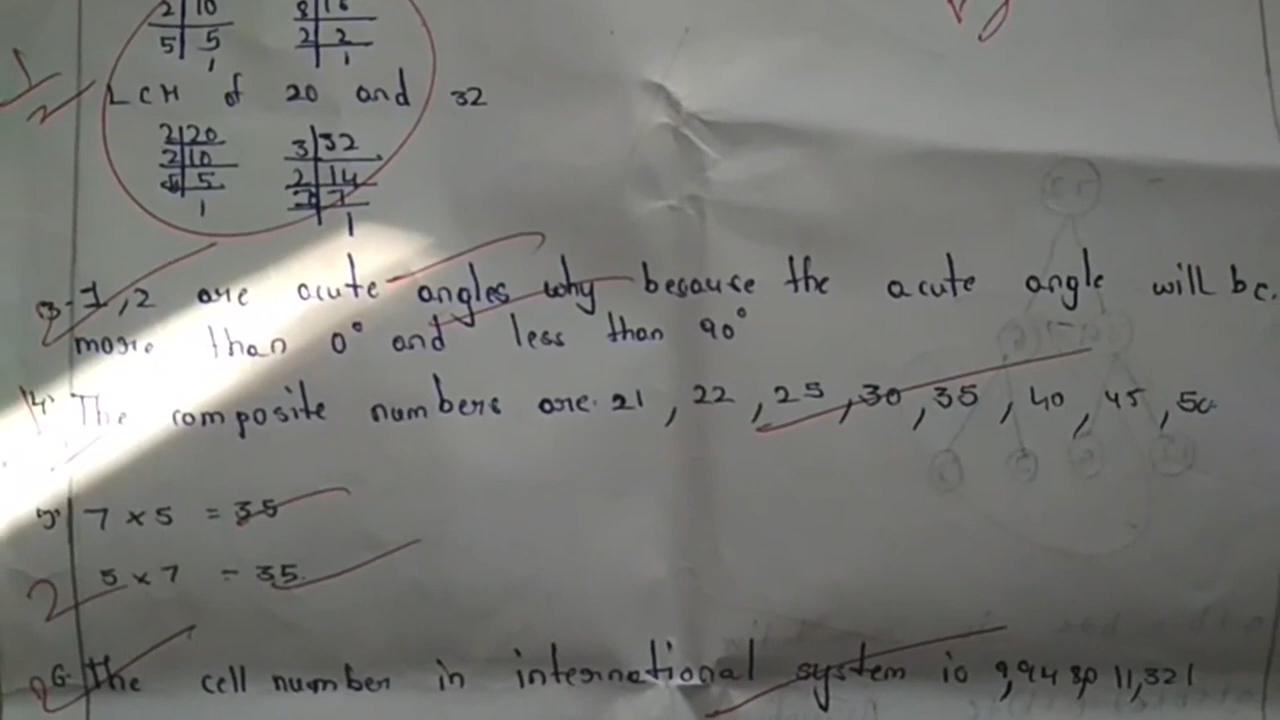 2 10 8 16
5 5 2 2
1 1
LCM of 20 and 32
2 20 3 32
2 10 2 14
5 5 7 7
1 1
3. 1,2 are acute angles why because the acute angle will be
more than 0° and less than 90°
4. The composite numbers are. 21, 22, 25, 30, 35, 40, 45, 50
5. 7 × 5 = 35
2 5 × 7 = 35.
6. The cell number in international system is 9,948,011,321